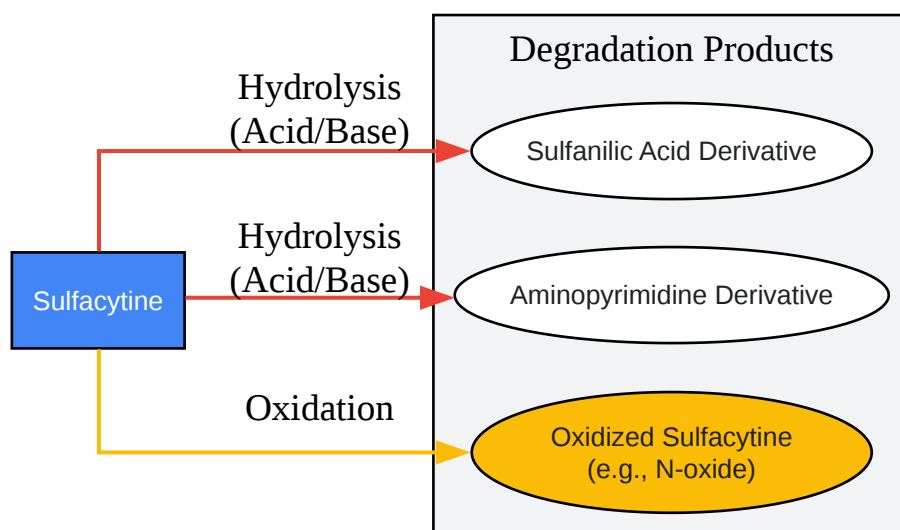 Degradation Products
Hydrolysis
(Acid/Base)
Sulfanilic Acid Derivative
Hydrolysis
(Acid/Base)
Sulfacytine
Aminopyrimidine Derivative
Oxidation
Oxidized Sulfacytine
(e.g., N-oxide)